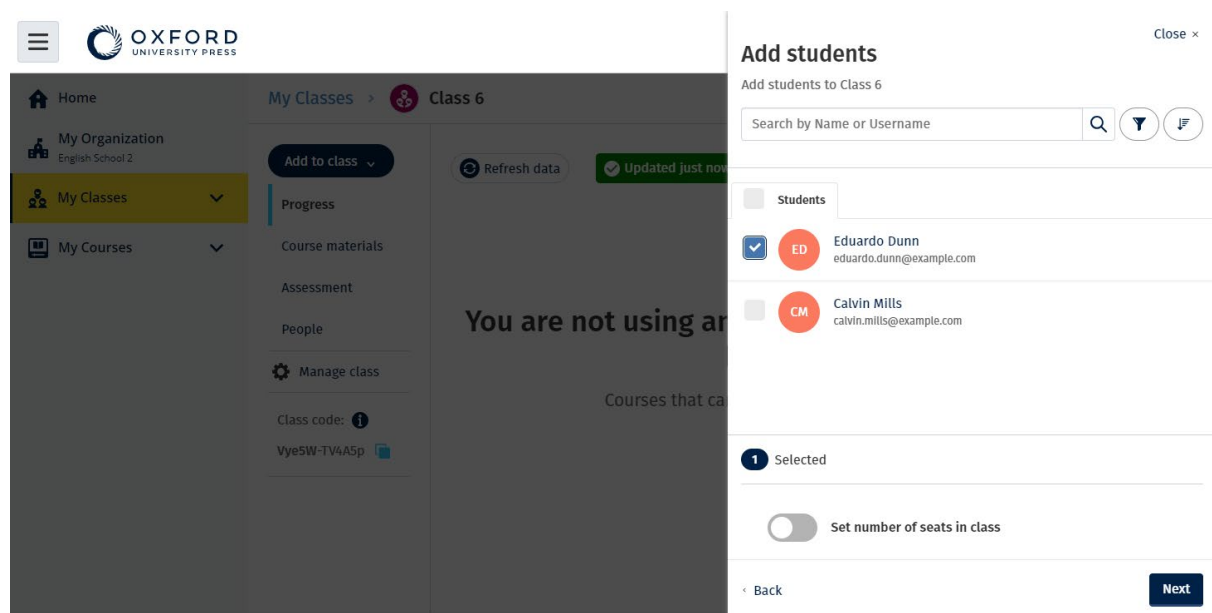 OXFORD
UNIVERSITY PRESS
Home
My Organization
English School 2
My Classes
My Courses
My Classes > Class 6
Add to class
Refresh data
Updated just now
Progress
Course materials
Assessment
People
Manage class
Class code:
Vye5W-TV4A5p
You are not using
Courses that
Close ×
Add students
Add students to Class 6
Search by Name or Username
Students
ED
Eduardo Dunn
eduardo.dunn@example.com
CM
Calvin Mills
calvin.mills@example.com
1 Selected
Set number of seats in class
‹ Back
Next